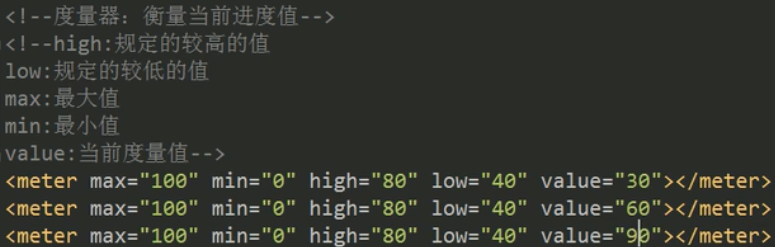 <!--度量器：衡量当前进度值-->
<!--high:规定的较高的值
low:规定的较低的值
max:最大值
min:最小值
value:当前度量值-->
<meter max="100" min="0" high="80" low="40" value="30"></meter>
<meter max="100" min="0" high="80" low="40" value="60"></meter>
<meter max="100" min="0" high="80" low="40" value="90"></meter>